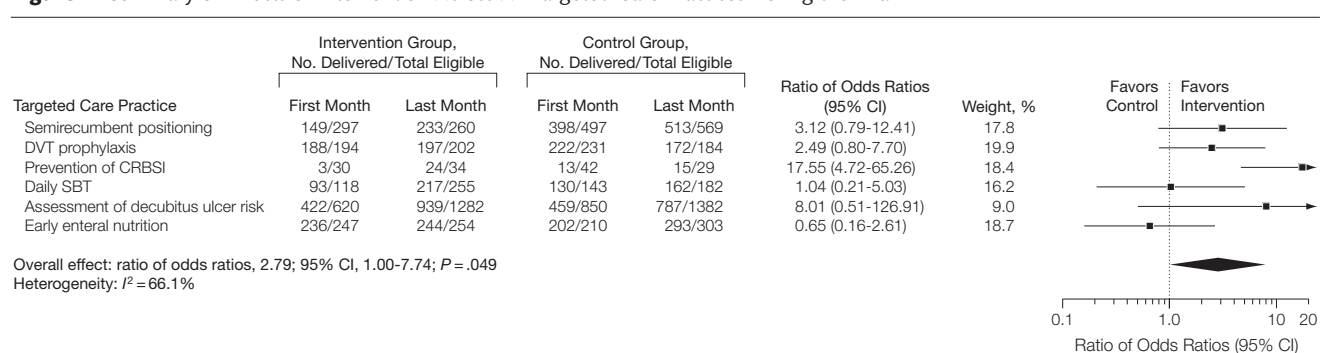 Intervention Group, Control Group,
No. Delivered/Total Eligible No. Delivered/Total Eligible
Ratio of Odds Ratios Favors Favors
Targeted Care Practice First Month Last Month First Month Last Month (95% CI) Weight, % Control Intervention
Semirecumbent positioning 149/297 233/260 398/497 513/569 3.12 (0.79-12.41) 17.8
DVT prophylaxis 188/194 197/202 222/231 172/184 2.49 (0.80-7.70) 19.9
Prevention of CRBSI 3/30 24/34 13/42 15/29 17.55 (4.72-65.26) 18.4
Daily SBT 93/118 217/255 130/143 162/182 1.04 (0.21-5.03) 16.2
Assessment of decubitus ulcer risk 422/620 939/1282 459/850 787/1382 8.01 (0.51-126.91) 9.0
Early enteral nutrition 236/247 244/254 202/210 293/303 0.65 (0.16-2.61) 18.7
Overall effect: ratio of odds ratios, 2.79; 95% CI, 1.00-7.74; P = .049
Heterogeneity: I² = 66.1%
0.1 1.0 10 20
Ratio of Odds Ratios (95% CI)